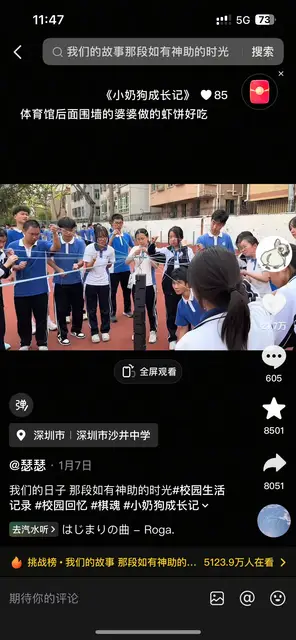 11:47
5G 73
我们的故事那段如有神助的时光 搜索
《小奶狗成长记》 85
体育馆后面围墙的婆婆做的虾饼好吃
全屏观看
弹
605
深圳市 深圳市沙井中学
8501
@瑟瑟 · 1月7日
我们的日子 那段如有神助的时光#校园生活
记录 #校园回忆 #棋魂 #小奶狗成长记
8051
去汽水听 はじまりの曲 - Roga.
挑战榜 · 我们的故事 那段如有神助的... 5123.9万人在看
期待你的评论